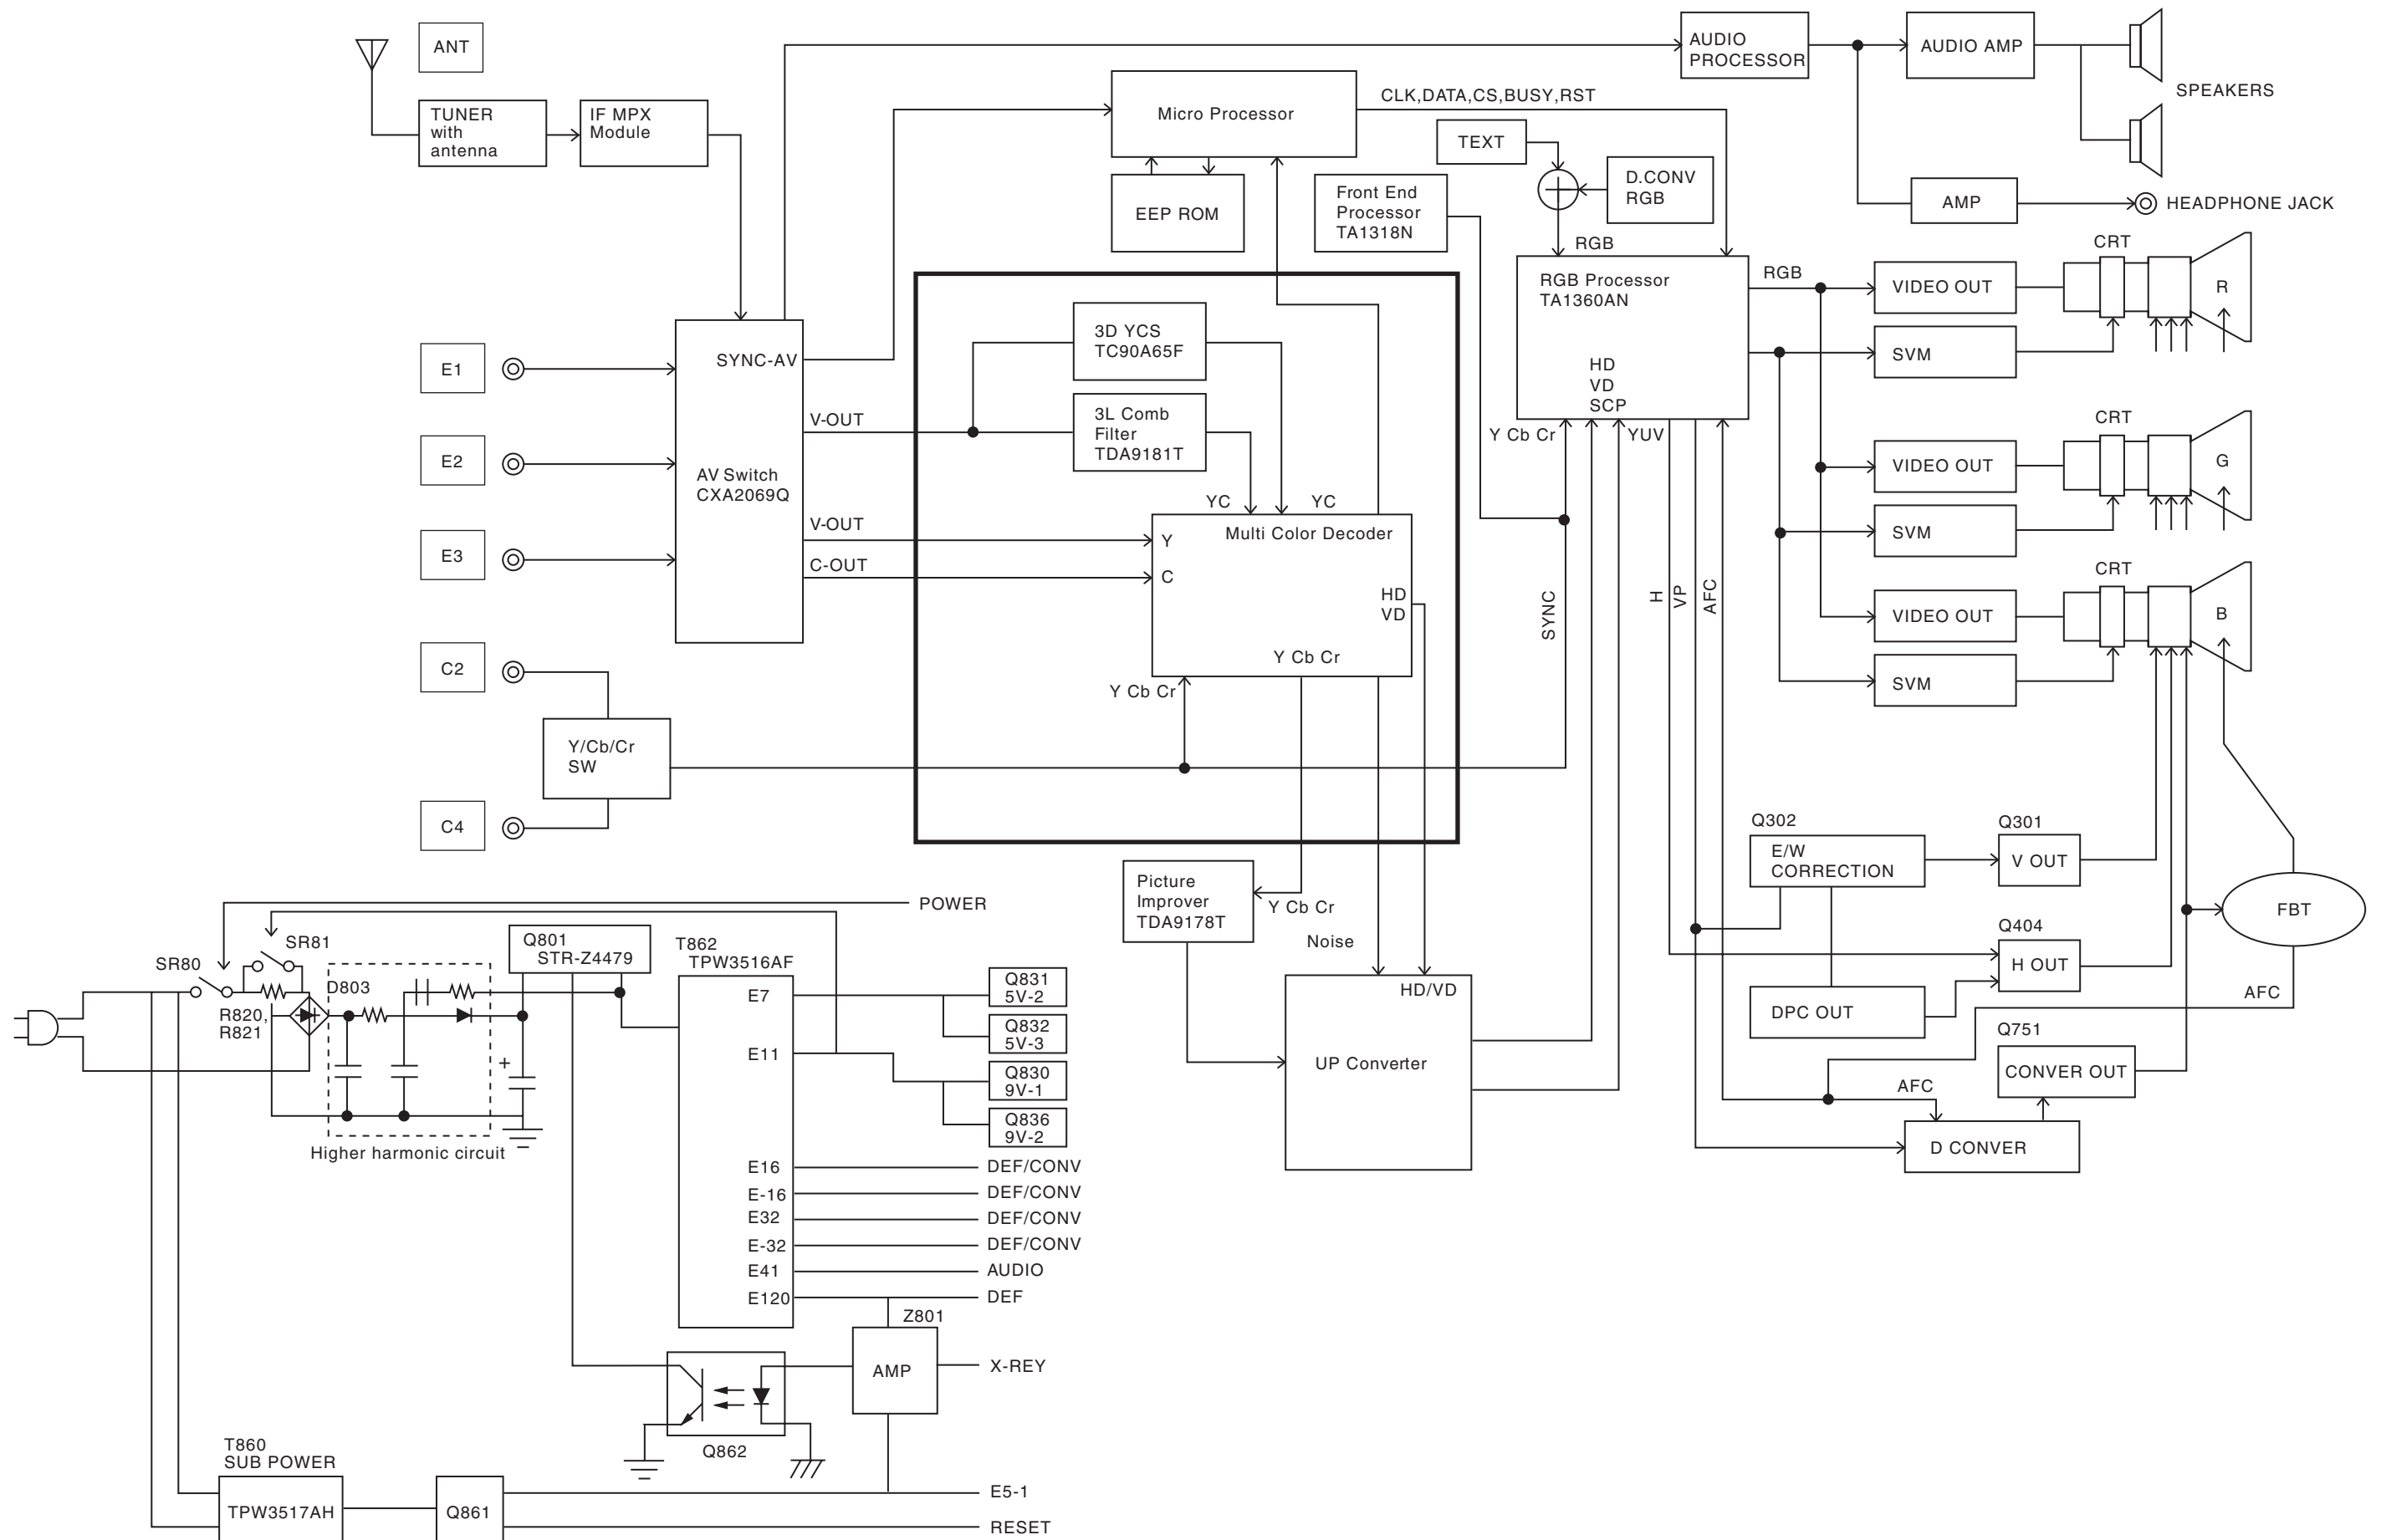 ANT
TUNER
with
antenna
IF MPX
Module
AUDIO
PROCESSOR
AUDIO AMP
SPEAKERS
AMP
HEADPHONE JACK
Micro Processor
CLK,DATA,CS,BUSY,RST
TEXT
D.CONV
RGB
EEP ROM
Front End
Processor
TA1318N
RGB
RGB Processor
TA1360AN
HD
VD
SCP
RGB
Y Cb Cr
YUV
VIDEO OUT
SVM
CRT
R
VIDEO OUT
SVM
CRT
G
VIDEO OUT
SVM
CRT
B
E1
E2
E3
C2
C4
SYNC-AV
AV Switch
CXA2069Q
V-OUT
V-OUT
C-OUT
3D YCS
TC90A65F
3L Comb
Filter
TDA9181T
YC
YC
Multi Color Decoder
Y
C
HD
VD
Y Cb Cr
Y Cb Cr
Y/Cb/Cr
SW
SYNC
H
VP
AFC
Picture
Improver
TDA9178T
Y Cb Cr
Noise
HD/VD
UP Converter
Q302
E/W
CORRECTION
Q301
V OUT
Q404
H OUT
DPC OUT
FBT
AFC
Q751
CONVER OUT
AFC
D CONVER
POWER
SR81
SR80
D803
R820,
R821
Higher harmonic circuit
+
Q801
STR-Z4479
T862
TPW3516AF
E7
E11
E16
E-16
E32
E-32
E41
E120
Q831
5V-2
Q832
5V-3
Q830
9V-1
Q836
9V-2
DEF/CONV
DEF/CONV
DEF/CONV
DEF/CONV
AUDIO
DEF
Z801
AMP
X-REY
Q862
T860
SUB POWER
TPW3517AH
Q861
E5-1
RESET